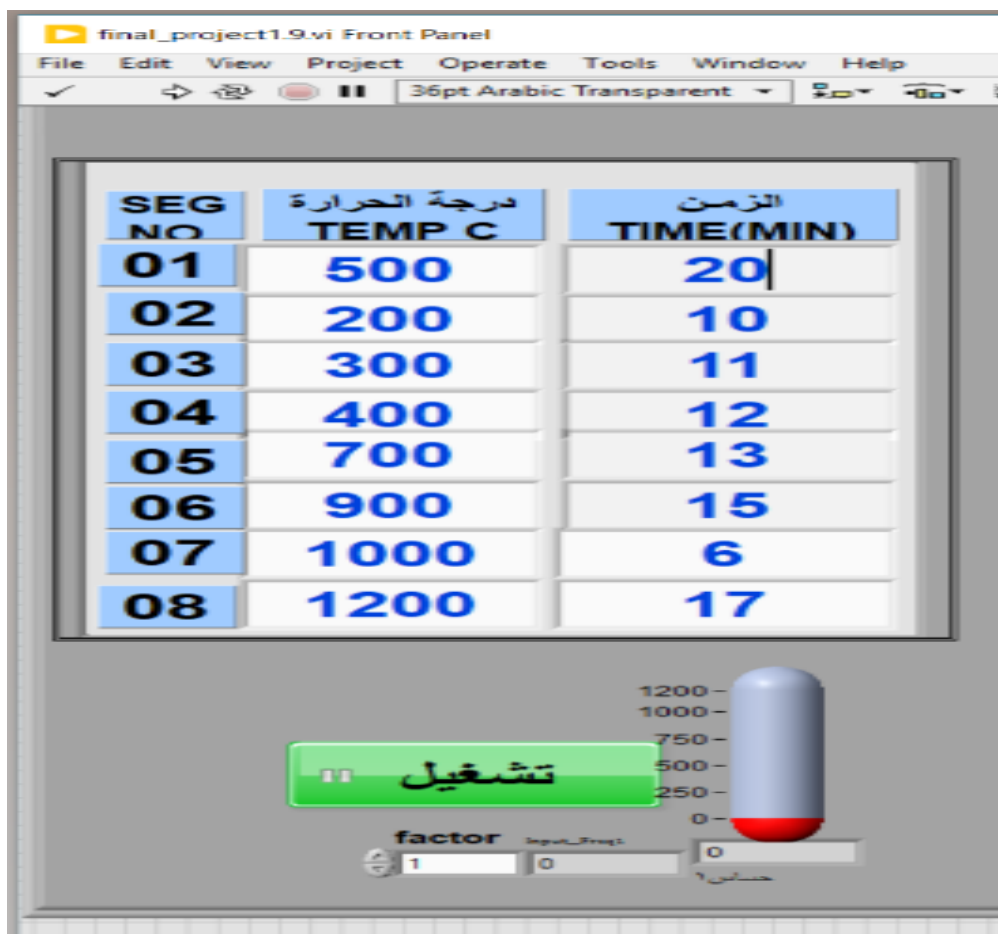 final_project1.9.vi Front Panel
File Edit View Project Operate Tools Window Help
36pt Arabic Transparent
SEG NO درجة الحرارة TEMP C الزمن TIME(MIN)
01 500 20
02 200 10
03 300 11
04 400 12
05 700 13
06 900 15
07 1000 6
08 1200 17
1200
1000
750
500
250
0
تشغيل
factor Input_Freq1
1 0 0
حساس١